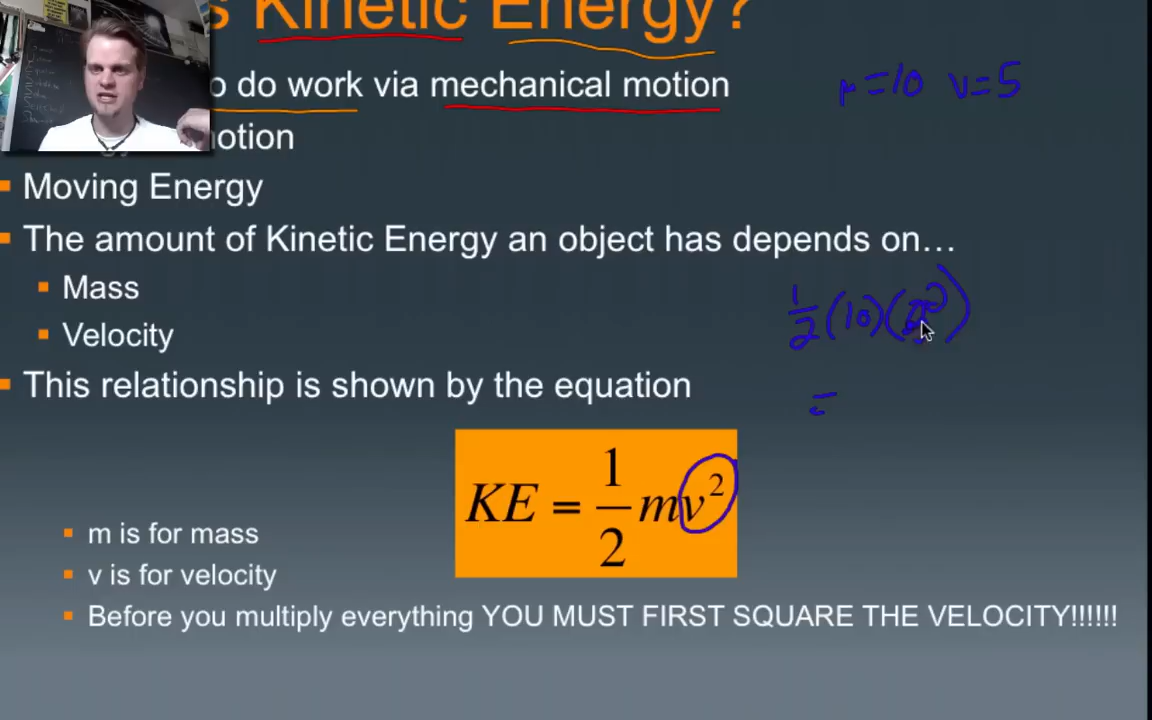 s Kinetic Energy?
o do work via mechanical motion
m=10 v=5
otion
Moving Energy
The amount of Kinetic Energy an object has depends on...
Mass
1/2 (10)(
Velocity
This relationship is shown by the equation
=
KE = 1/2 mv²
m is for mass
v is for velocity
Before you multiply everything YOU MUST FIRST SQUARE THE VELOCITY!!!!!!